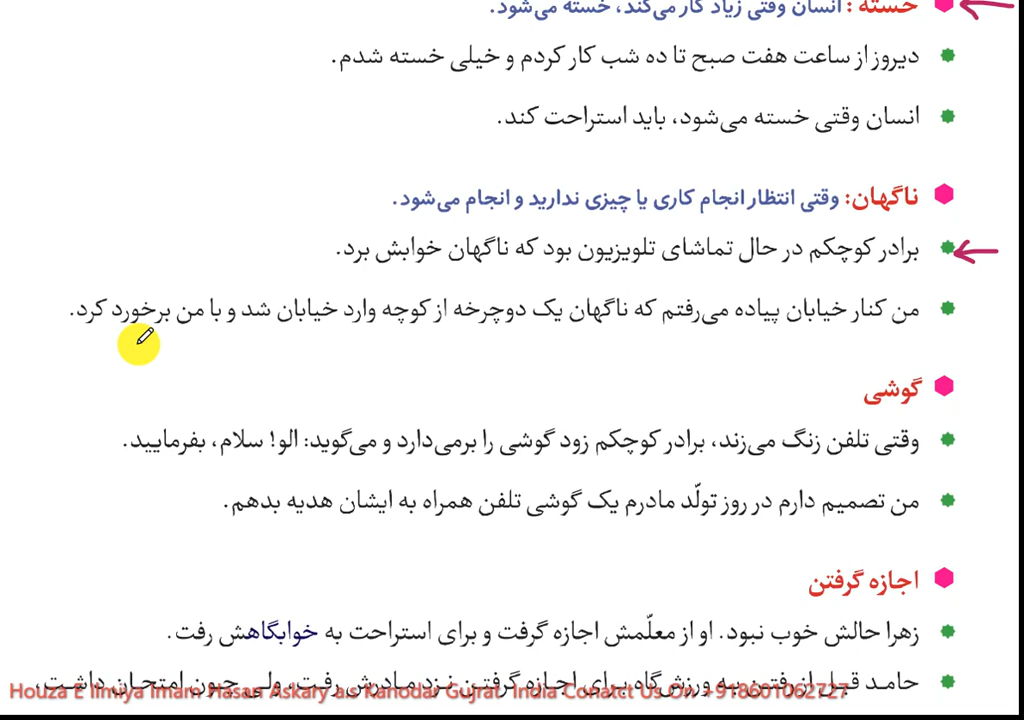 خسته : انسان وقتی زیاد کار می‌کند، خسته می‌شود.
دیروز از ساعت هفت صبح تا ده شب کار کردم و خیلی خسته شدم.
انسان وقتی خسته می‌شود، باید استراحت کند.
ناگهان: وقتی انتظار انجام کاری یا چیزی ندارید و انجام می‌شود.
برادر کوچکم در حال تماشای تلویزیون بود که ناگهان خوابش برد.
من کنار خیابان پیاده می‌رفتم که ناگهان یک دوچرخه از کوچه وارد خیابان شد و با من برخورد کرد.
گوشی
وقتی تلفن زنگ می‌زند، برادر کوچکم زود گوشی را برمی‌دارد و می‌گوید: الو! سلام، بفرمایید.
من تصمیم دارم در روز تولّد مادرم یک گوشی تلفن همراه به ایشان هدیه بدهم.
اجازه گرفتن
زهرا حالش خوب نبود. او از معلّمش اجازه گرفت و برای استراحت به خوابگاهش رفت.
حامد قبل از رفتن به ورزش‌گاه برای اجازه گرفتن نزد مادرش رفت، ولی چون امتحان داشت،
Houza E Ilmiya Imam Hasan Askary as Kanodar Gujrat India Conatct Us On +918601062727